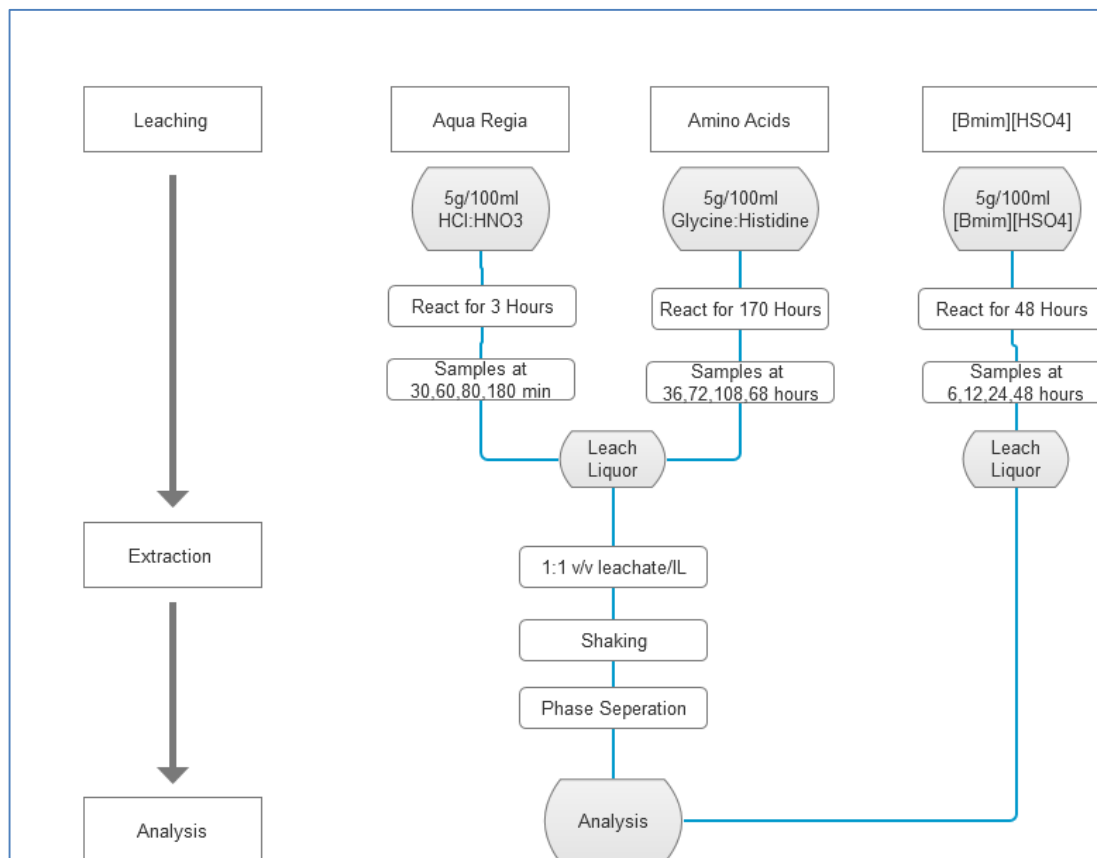 Leaching
Aqua Regia
Amino Acids
[Bmim][HSO4]
5g/100ml
HCl:HNO3
5g/100ml
Glycine:Histidine
5g/100ml
[Bmim][HSO4]
React for 3 Hours
React for 170 Hours
React for 48 Hours
Samples at
30,60,80,180 min
Samples at
36,72,108,68 hours
Samples at
6,12,24,48 hours
Leach
Liquor
Leach
Liquor
Extraction
1:1 v/v leachate/IL
Shaking
Phase Seperation
Analysis
Analysis